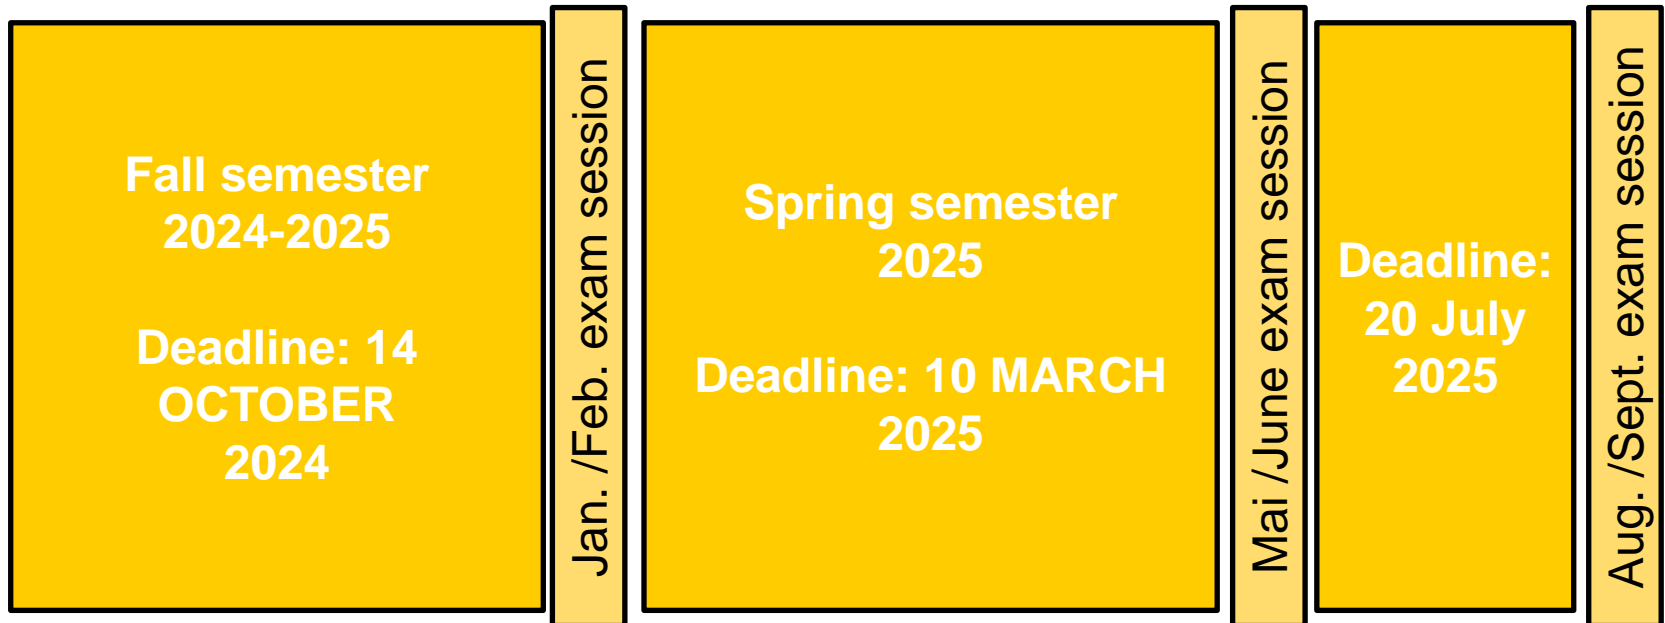 Fall semester
2024-2025
Deadline: 14
OCTOBER
2024
Jan. /Feb. exam session
Spring semester
2025
Deadline: 10 MARCH
2025
Mai /June exam session
Deadline:
20 July
2025
Aug. /Sept. exam session